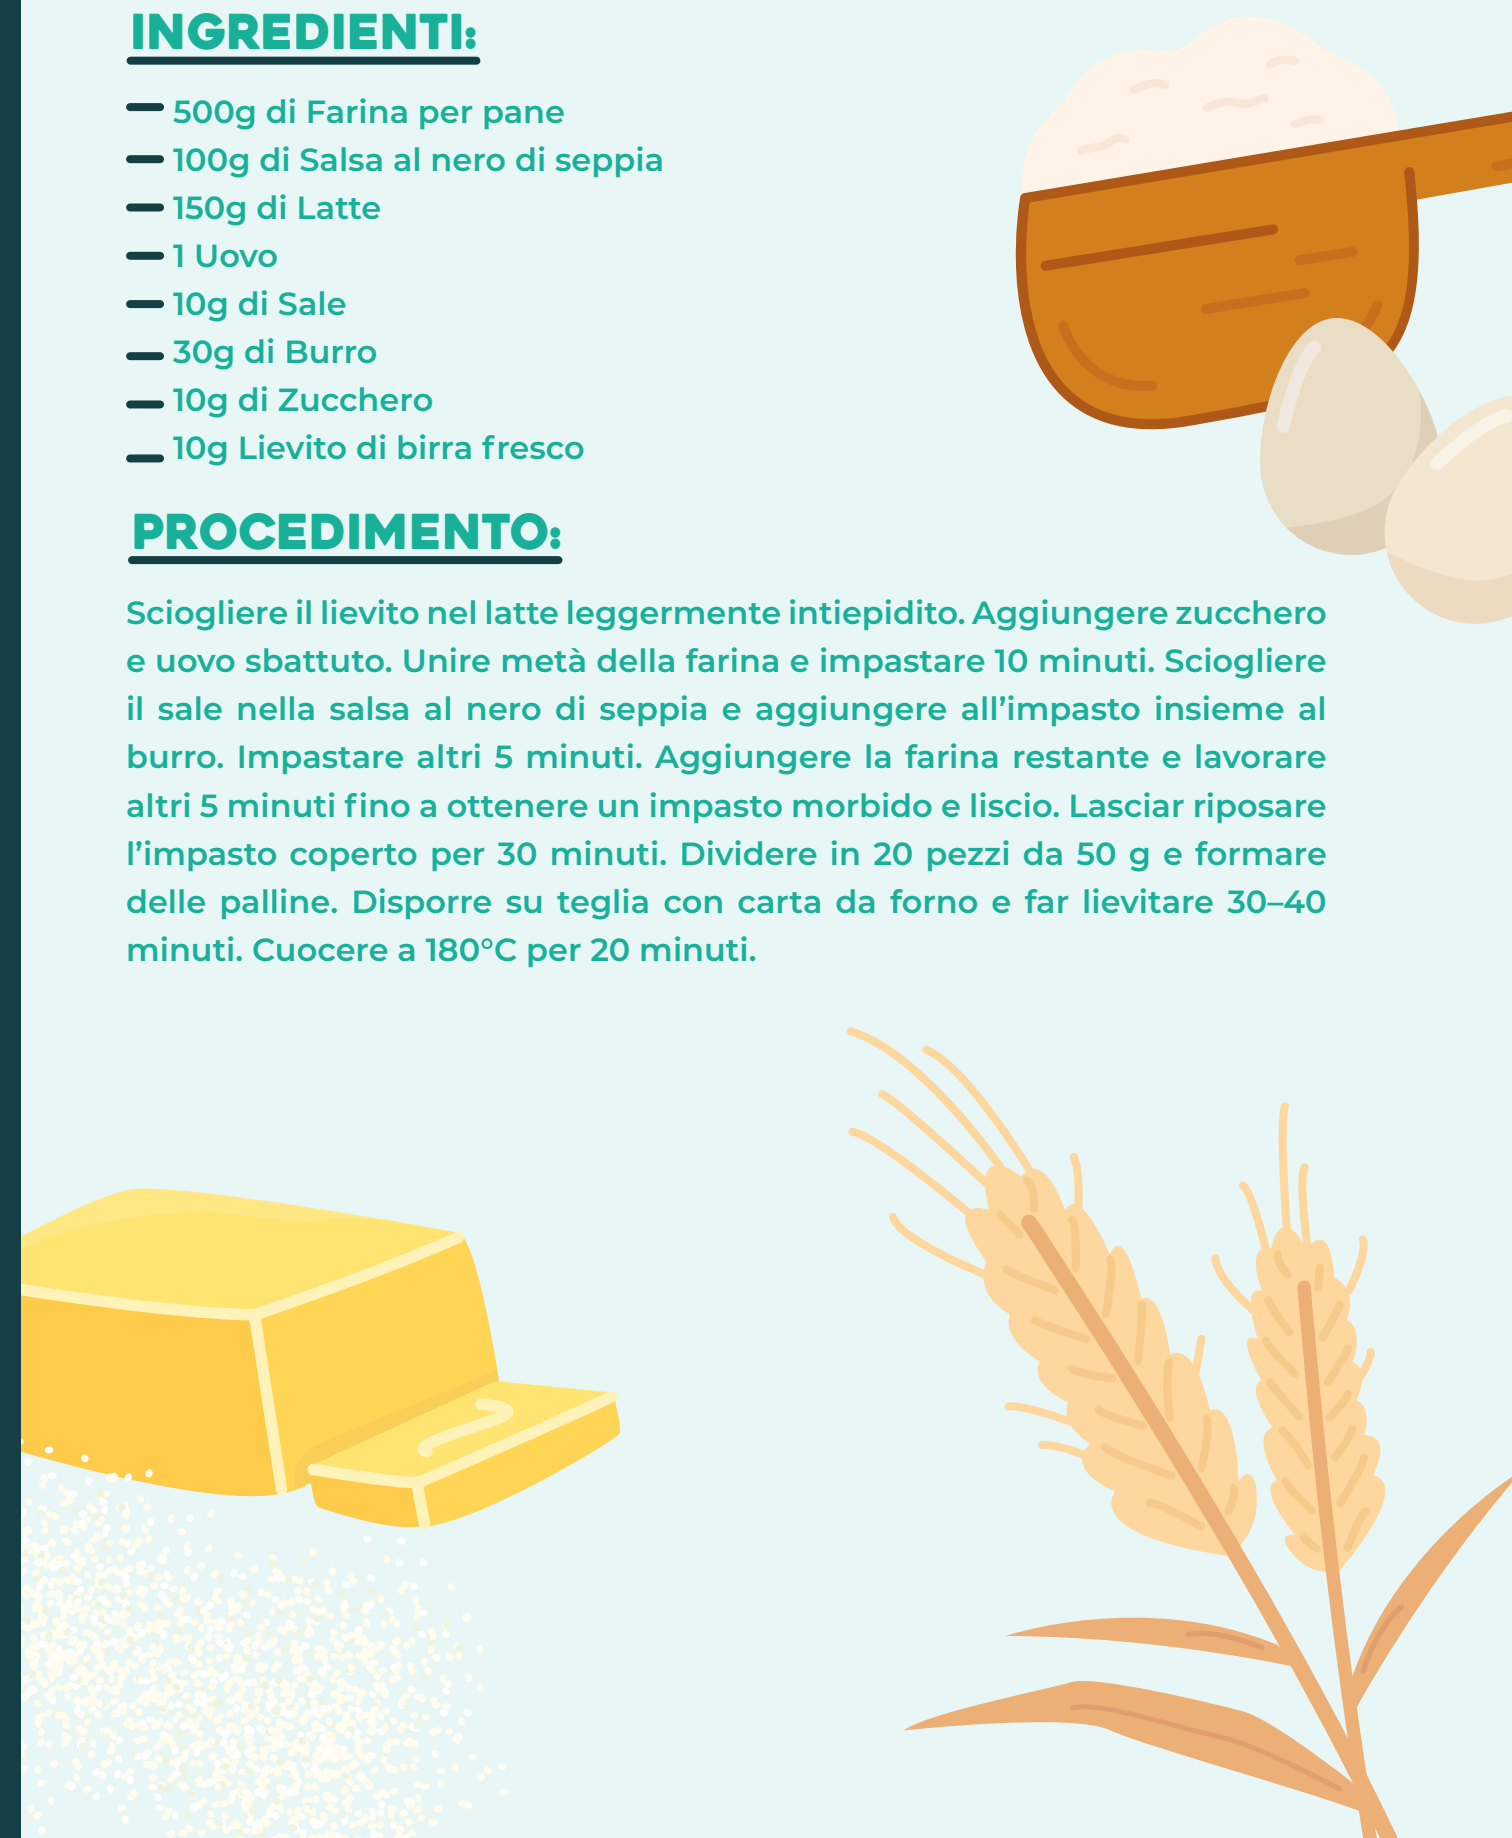 INGREDIENTI:
500g di Farina per pane
100g di Salsa al nero di seppia
150g di Latte
1 Uovo
10g di Sale
30g di Burro
10g di Zucchero
10g Lievito di birra fresco
PROCEDIMENTO:
Sciogliere il lievito nel latte leggermente intiepidito. Aggiungere zucchero
e uovo sbattuto. Unire metà della farina e impastare 10 minuti. Sciogliere
il sale nella salsa al nero di seppia e aggiungere all’impasto insieme al
burro. Impastare altri 5 minuti. Aggiungere la farina restante e lavorare
altri 5 minuti fino a ottenere un impasto morbido e liscio. Lasciar riposare
l’impasto coperto per 30 minuti. Dividere in 20 pezzi da 50 g e formare
delle palline. Disporre su teglia con carta da forno e far lievitare 30–40
minuti. Cuocere a 180°C per 20 minuti.